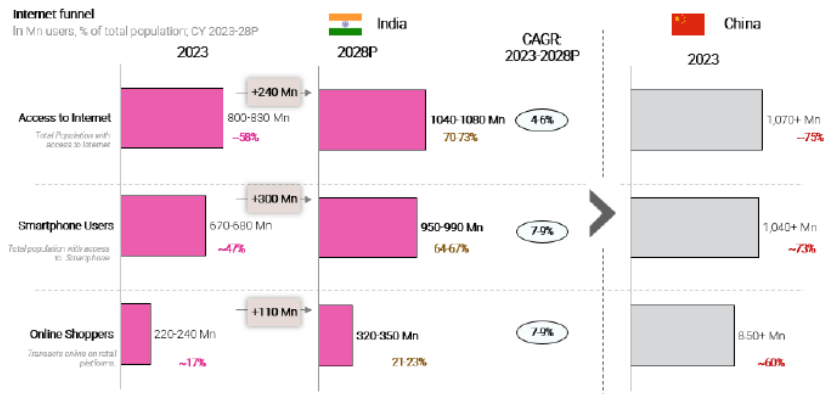 Internet funnel
In Mn users, % of total population; CY 2023-28P
India
China
2023
2028P
CAGR:
2023-2028P
2023
Access to Internet
Total Population with
access to Internet
800-830 Mn
~58%
+240 Mn
1040-1080 Mn
70-73%
4-6%
1,070+ Mn
~75%
Smartphone Users
Total population with access
to Smartphone
670-680 Mn
~47%
+300 Mn
950-990 Mn
64-67%
7-9%
1,040+ Mn
~73%
Online Shoppers
Transacts online on retail
platforms.
220-240 Mn
~17%
+110 Mn
320-350 Mn
21-23%
7-9%
850+ Mn
~60%